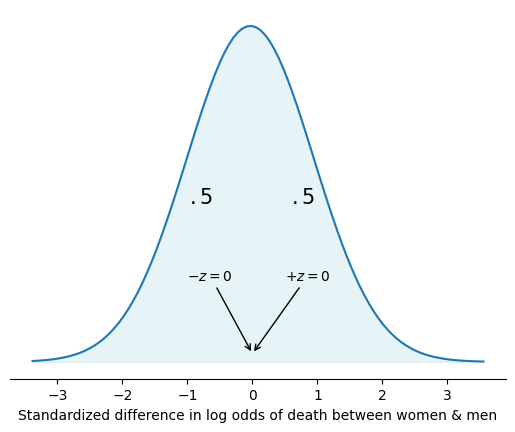 .5 .5
−z=0 +z=0
−3 −2 −1 0 1 2 3
Standardized difference in log odds of death between women & men